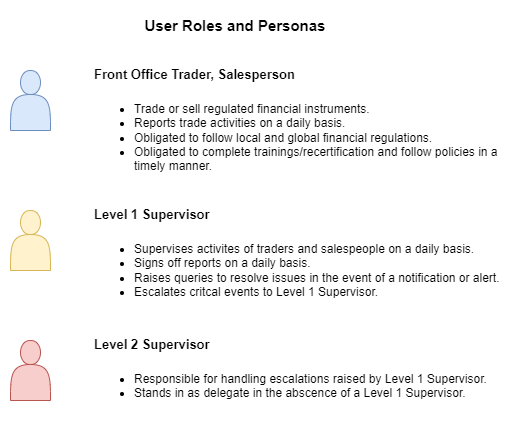 User Roles and Personas
Front Office Trader, Salesperson
• Trade or sell regulated financial instruments.
• Reports trade activities on a daily basis.
• Obligated to follow local and global financial regulations.
• Obligated to complete trainings/recertification and follow policies in a
timely manner.
Level 1 Supervisor
• Supervises activites of traders and salespeople on a daily basis.
• Signs off reports on a daily basis.
• Raises queries to resolve issues in the event of a notification or alert.
• Escalates critcal events to Level 1 Supervisor.
Level 2 Supervisor
• Responsible for handling escalations raised by Level 1 Supervisor.
• Stands in as delegate in the abscence of a Level 1 Supervisor.